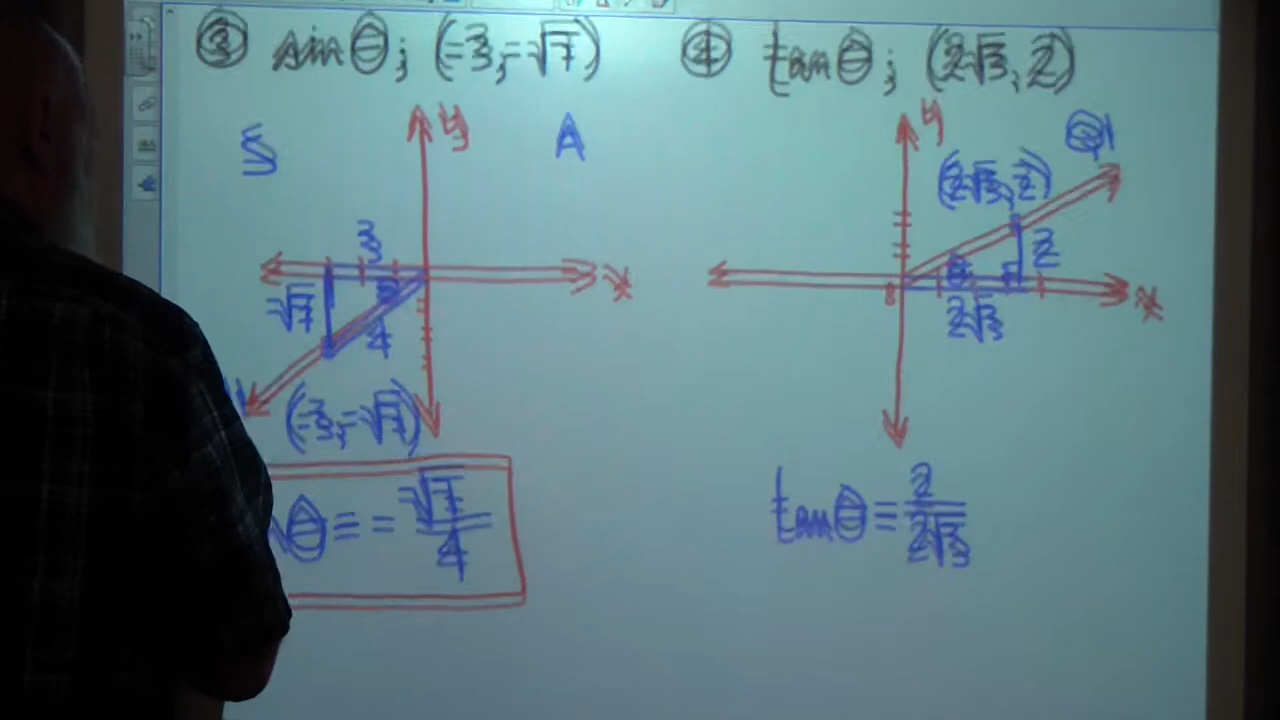 ③ sin θ ; (-3, -√7)
S
A
y
3
-√7
θ
4
x
(-3, -√7)
θ = -√7/4
④ tan θ ; (2√3, 2)
y
Q1
(2√3, 2)
θ
2
2√3
x
tan θ = 2/2√3